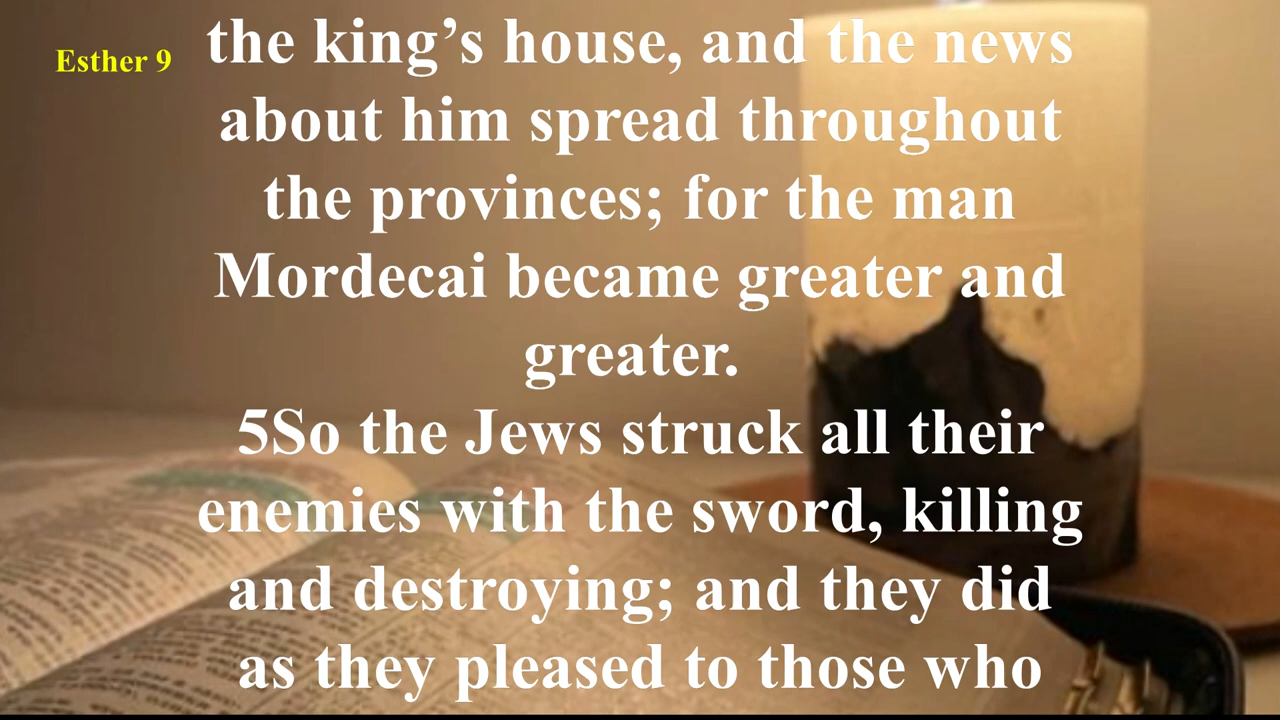 Esther 9
the king’s house, and the news
about him spread throughout
the provinces; for the man
Mordecai became greater and
greater.
5So the Jews struck all their
enemies with the sword, killing
and destroying; and they did
as they pleased to those who